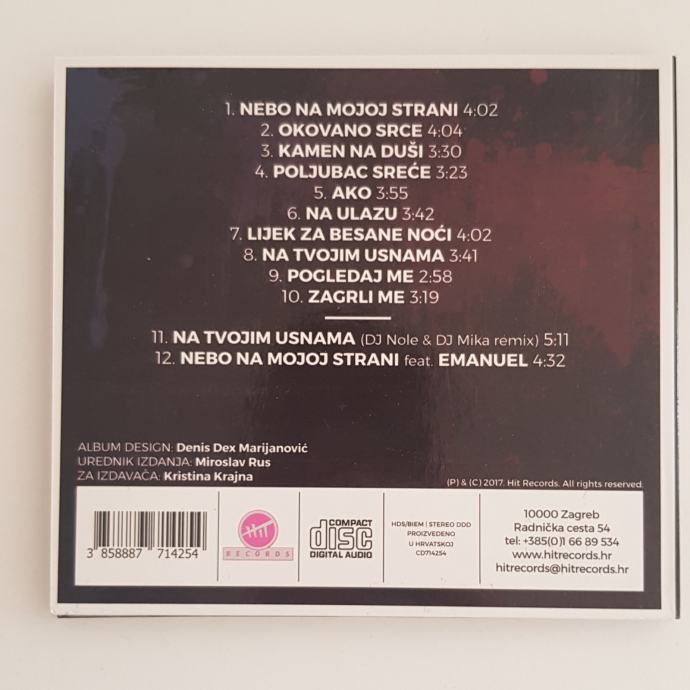 1. NEBO NA MOJOJ STRANI 4:02
2. OKOVANO SRCE 4:04
3. KAMEN NA DUŠI 3:30
4. POLJUBAC SREĆE 3:23
5. AKO 3:55
6. NA ULAZU 3:42
7. LIJEK ZA BESANE NOĆI 4:02
8. NA TVOJIM USNAMA 3:41
9. POGLEDAJ ME 2:58
10. ZAGRLI ME 3:19
11. NA TVOJIM USNAMA (DJ Nole & DJ Mika remix) 5:11
12. NEBO NA MOJOJ STRANI feat. EMANUEL 4:32
ALBUM DESIGN: Denis Dex Marijanović
UREDNIK IZDANJA: Miroslav Rus
ZA IZDAVAČA: Kristina Krajna
(P) & (C) 2017. Hit Records. All rights reserved.
3 858887 714254
Hit
RECORDS
COMPACT
disc
DIGITAL AUDIO
HDS/BIEM | STEREO DDD
PROIZVEDENO
U HRVATSKOJ
CD714254
10000 Zagreb
Radnička cesta 54
tel: +385(0)1 66 89 534
www.hitrecords.hr
hitrecords@hitrecords.hr